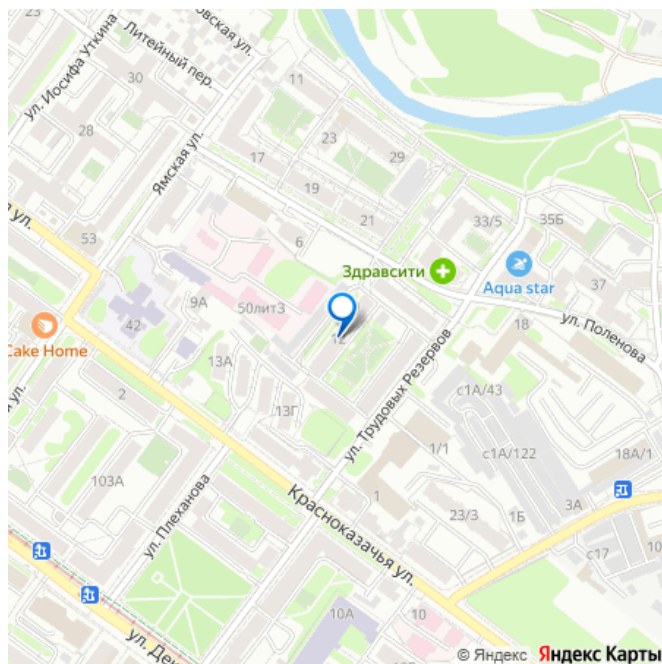 23
Литейный пер.
овская ул.
ул. Иосифа Уткина
30
11
28
Ямская ул.
23
29
17
19
21
33/5
35Б
я ул.
53
6
Здравсити
Aqua star
37
9А
50лит3
42
12
18
ул. Поленова
Cake Home
13А
ул. Трудовых Резервов
с1А/43
2
13Г
1/1
с1А/122
18А/1
я ул.
103А
ул. Плеханова
Красноказачья ул.
1
23/3
1Б
3А
с17
10
10А
10
ул. Де
© Яндекс Яндекс Карты